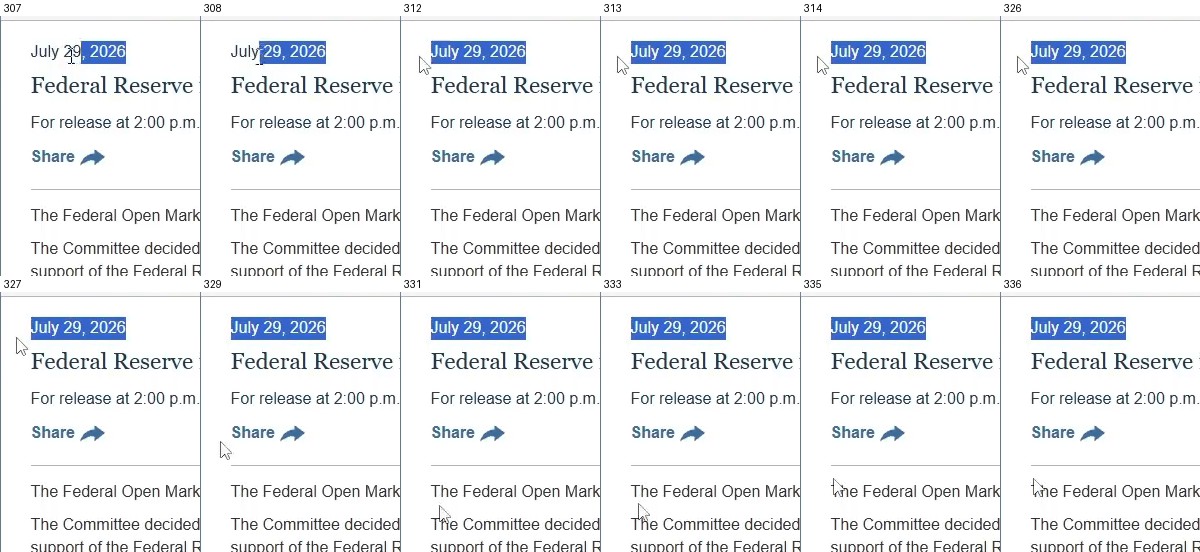 307 308 312 313 314 326
July 29, 2026 July 29, 2026 July 29, 2026 July 29, 2026 July 29, 2026 July 29, 2026
Federal Reserve Federal Reserve Federal Reserve Federal Reserve Federal Reserve Federal Reserve
For release at 2:00 p.m. For release at 2:00 p.m. For release at 2:00 p.m. For release at 2:00 p.m. For release at 2:00 p.m. For release at 2:00 p.m.
Share Share Share Share Share Share
The Federal Open Mark The Federal Open Mark The Federal Open Mark The Federal Open Mark The Federal Open Mark The Federal Open Mark
The Committee decided The Committee decided The Committee decided The Committee decided The Committee decided The Committee decided
support of the Federal R support of the Federal R support of the Federal R support of the Federal R support of the Federal R support of the Federal R
327 329 331 333 335 336
July 29, 2026 July 29, 2026 July 29, 2026 July 29, 2026 July 29, 2026 July 29, 2026
Federal Reserve Federal Reserve Federal Reserve Federal Reserve Federal Reserve Federal Reserve
For release at 2:00 p.m. For release at 2:00 p.m. For release at 2:00 p.m. For release at 2:00 p.m. For release at 2:00 p.m. For release at 2:00 p.m.
Share Share Share Share Share Share
The Federal Open Mark The Federal Open Mark The Federal Open Mark The Federal Open Mark The Federal Open Mark The Federal Open Mark
The Committee decided The Committee decided The Committee decided The Committee decided The Committee decided The Committee decided
support of the Federal R support of the Federal R support of the Federal R support of the Federal R support of the Federal R support of the Federal R